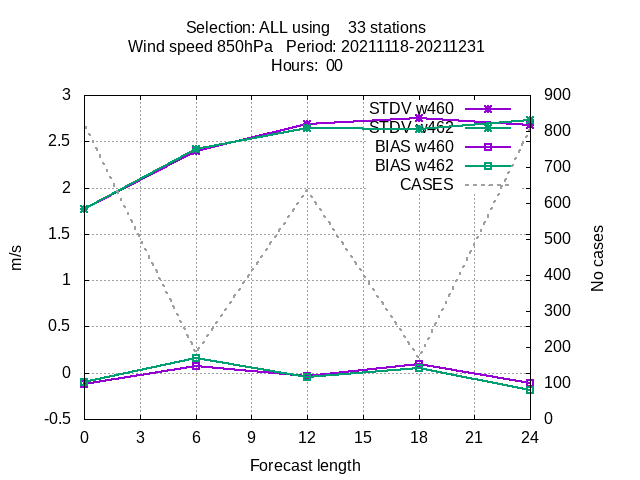 Selection: ALL using 33 stations
Wind speed 850hPa Period: 20211118-20211231
Hours: 00
STDV w460
STDV w462
BIAS w460
BIAS w462
CASES
3
2.5
2
1.5
1
0.5
0
-0.5
m/s
900
800
700
600
500
400
300
200
100
0
No cases
0 3 6 9 12 15 18 21 24
Forecast length